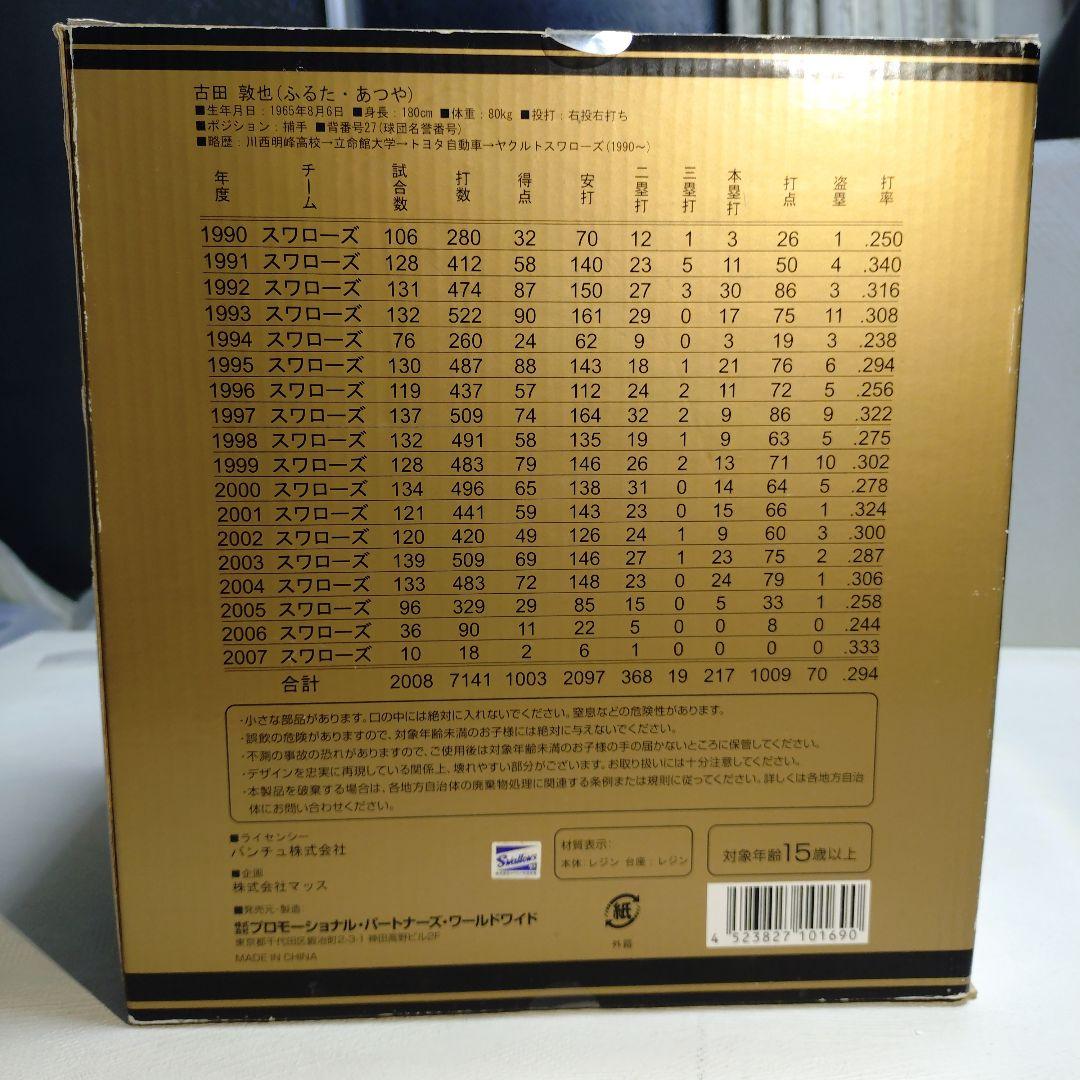 古田 敦也(ふるた・あつや)
■生年月日：1965年8月6日 ■身長：180cm ■体重：80kg ■投打：右投右打ち
■ポジション：捕手 ■背番号27(球団名誉番号)
■略歴：川西明峰高校→立命館大学→トヨタ自動車→ヤクルトスワローズ(1990〜)
年度 チーム 試合数 打数 得点 安打 二塁打 三塁打 本塁打 打点 盗塁 打率
1990 スワローズ 106 280 32 70 12 1 3 26 1 .250
1991 スワローズ 128 412 58 140 23 5 11 50 4 .340
1992 スワローズ 131 474 87 150 27 3 30 86 3 .316
1993 スワローズ 132 522 90 161 29 0 17 75 11 .308
1994 スワローズ 76 260 24 62 9 0 3 19 3 .238
1995 スワローズ 130 487 88 143 18 1 21 76 6 .294
1996 スワローズ 119 437 57 112 24 2 11 72 5 .256
1997 スワローズ 137 509 74 164 32 2 9 86 9 .322
1998 スワローズ 132 491 58 135 19 1 9 63 5 .275
1999 スワローズ 128 483 79 146 26 2 13 71 10 .302
2000 スワローズ 134 496 65 138 31 0 14 64 5 .278
2001 スワローズ 121 441 59 143 23 0 15 66 1 .324
2002 スワローズ 120 420 49 126 24 1 9 60 3 .300
2003 スワローズ 139 509 69 146 27 1 23 75 2 .287
2004 スワローズ 133 483 72 148 23 0 24 79 1 .306
2005 スワローズ 96 329 29 85 15 0 5 33 1 .258
2006 スワローズ 36 90 11 22 5 0 0 8 0 .244
2007 スワローズ 10 18 2 6 1 0 0 0 0 .333
合計 2008 7141 1003 2097 368 19 217 1009 70 .294
・小さな部品があります。口の中には絶対に入れないでください。窒息などの危険性があります。
・誤飲の危険がありますので、対象年齢未満のお子様には絶対に与えないでください。
・不測の事故の恐れがありますので、ご使用後は対象年齢未満のお子様の手の届かないところに保管してください。
・デザインを忠実に再現している関係上、壊れやすい部分がございます。お取り扱いには十分注意してください。
・本製品を破棄する場合は、各地方自治体の廃棄物処理に関連する条例または規則に従ってください。詳しくは各地方自治
体にお問い合わせください。
■ライセンシー
バンチュ株式会社
■企画
株式会社マッス
■発売元・製造
株式会社プロモーショナル・パートナーズ・ワールドワイド
東京都千代田区鍛冶町2-3-1 神田高野ビル2F
MADE IN CHINA
Swallows
材質表示：
本体：レジン 台座：レジン
対象年齢15歳以上
紙
外箱
4 523827 101690